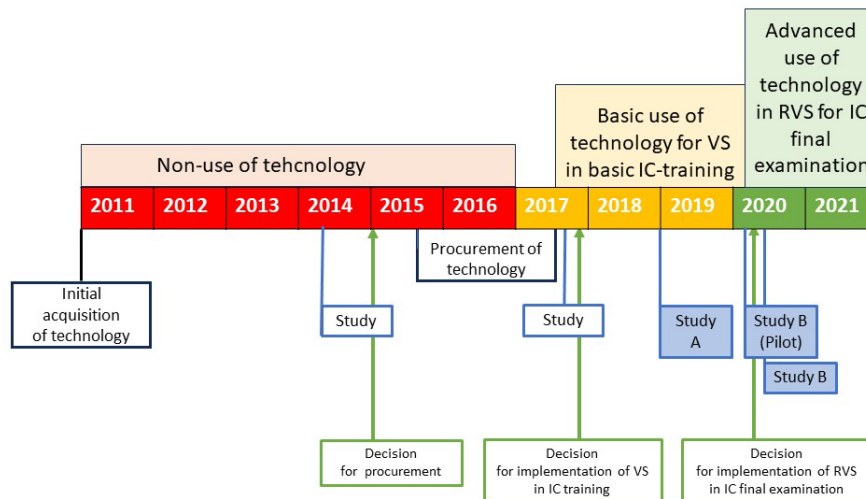 Advanced
use of
technology
in RVS for IC
final
examination
Basic use of
technology for VS
in basic IC-training
Non-use of tehcnology
2011 2012 2013 2014 2015 2016 2017 2018 2019 2020 2021
Procurement of
technology
Initial
acquisition
of technology
Study
Study
Study
A
Study B
(Pilot)
Study B
Decision
for procurement
Decision
for implementation of VS
in IC training
Decision
for implementation of RVS
in IC final examination